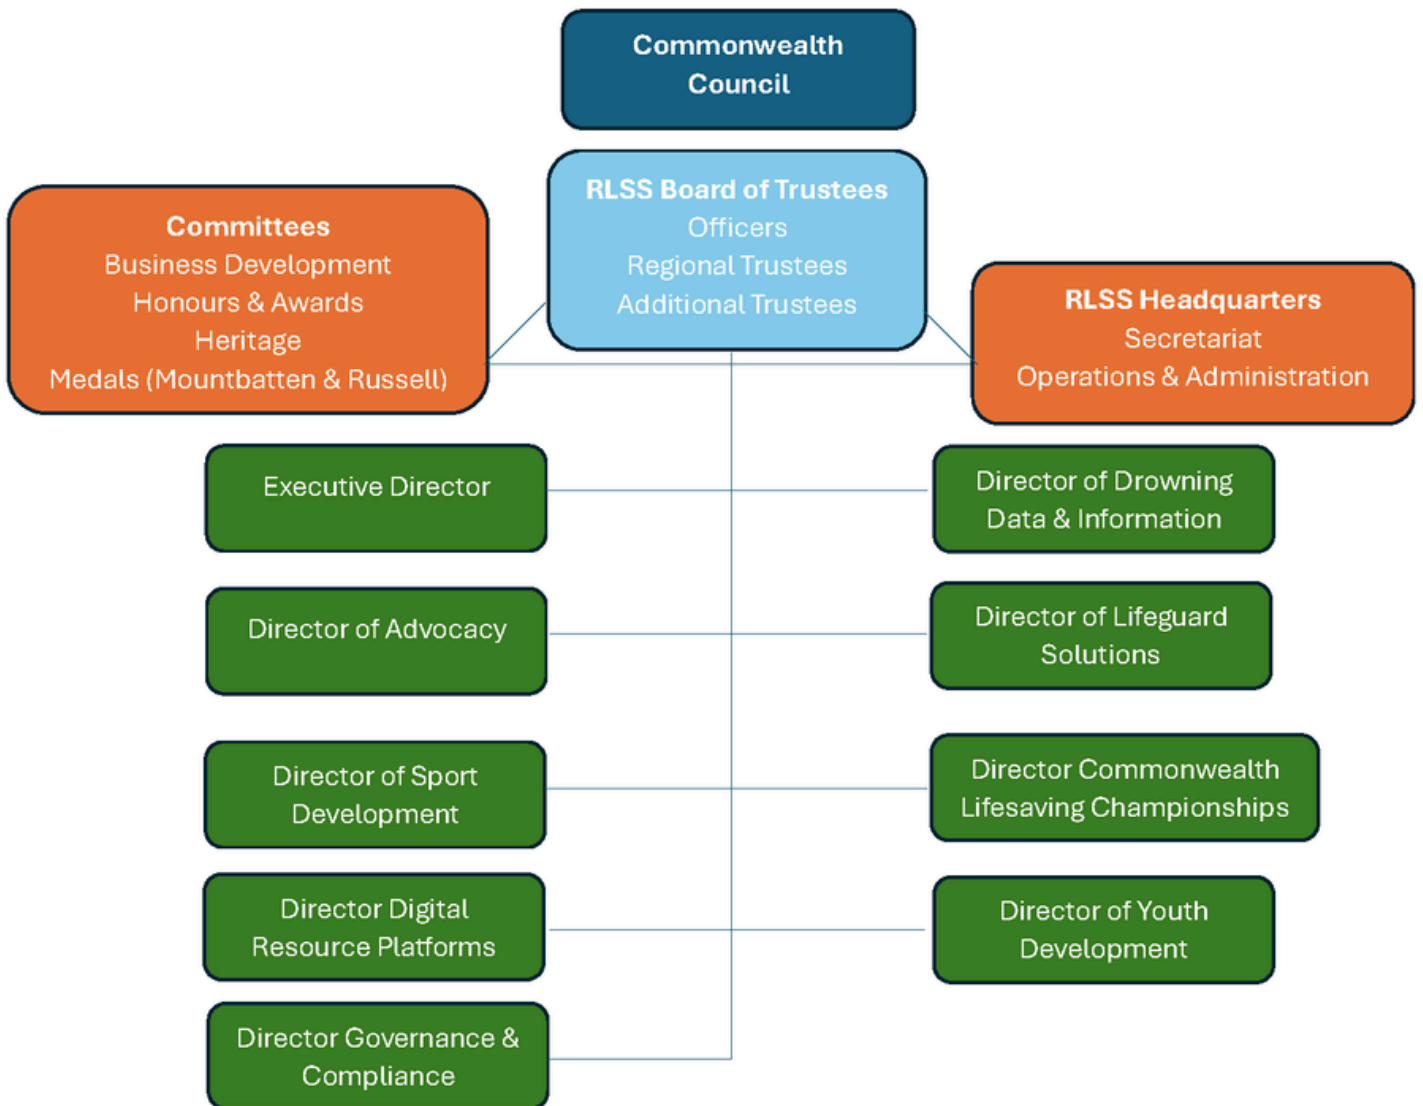 Commonwealth
Council
RLSS Board of Trustees
Officers
Regional Trustees
Additional Trustees
Committees
Business Development
Honours & Awards
Heritage
Medals (Mountbatten & Russell)
RLSS Headquarters
Secretariat
Operations & Administration
Executive Director
Director of Drowning
Data & Information
Director of Advocacy
Director of Lifeguard
Solutions
Director of Sport
Development
Director Commonwealth
Lifesaving Championships
Director Digital
Resource Platforms
Director of Youth
Development
Director Governance &
Compliance